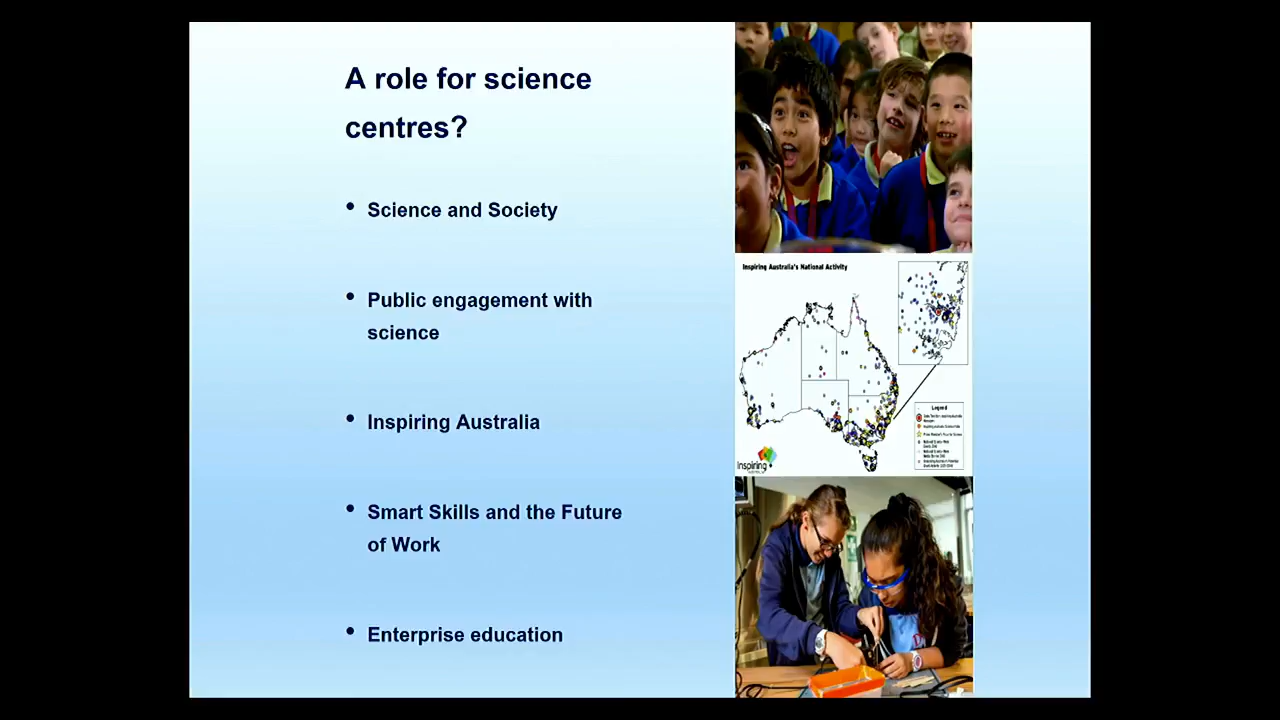 A role for science
centres?
• Science and Society
• Public engagement with
science
• Inspiring Australia
• Smart Skills and the Future
of Work
• Enterprise education
Inspiring Australia's National Activity
Legend
Inspiring
AUSTRALIA